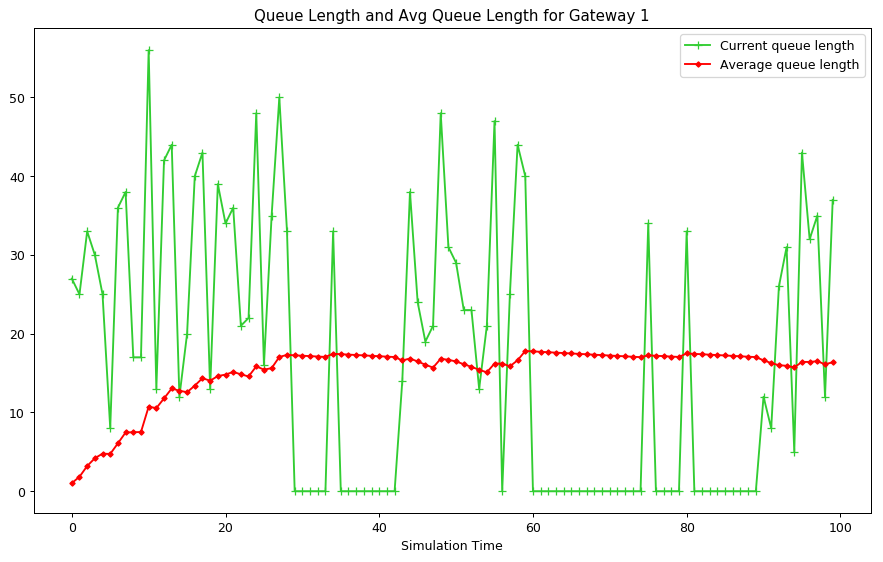 Queue Length and Avg Queue Length for Gateway 1
Current queue length
Average queue length
50
40
30
20
10
0
0 20 40 60 80 100
Simulation Time